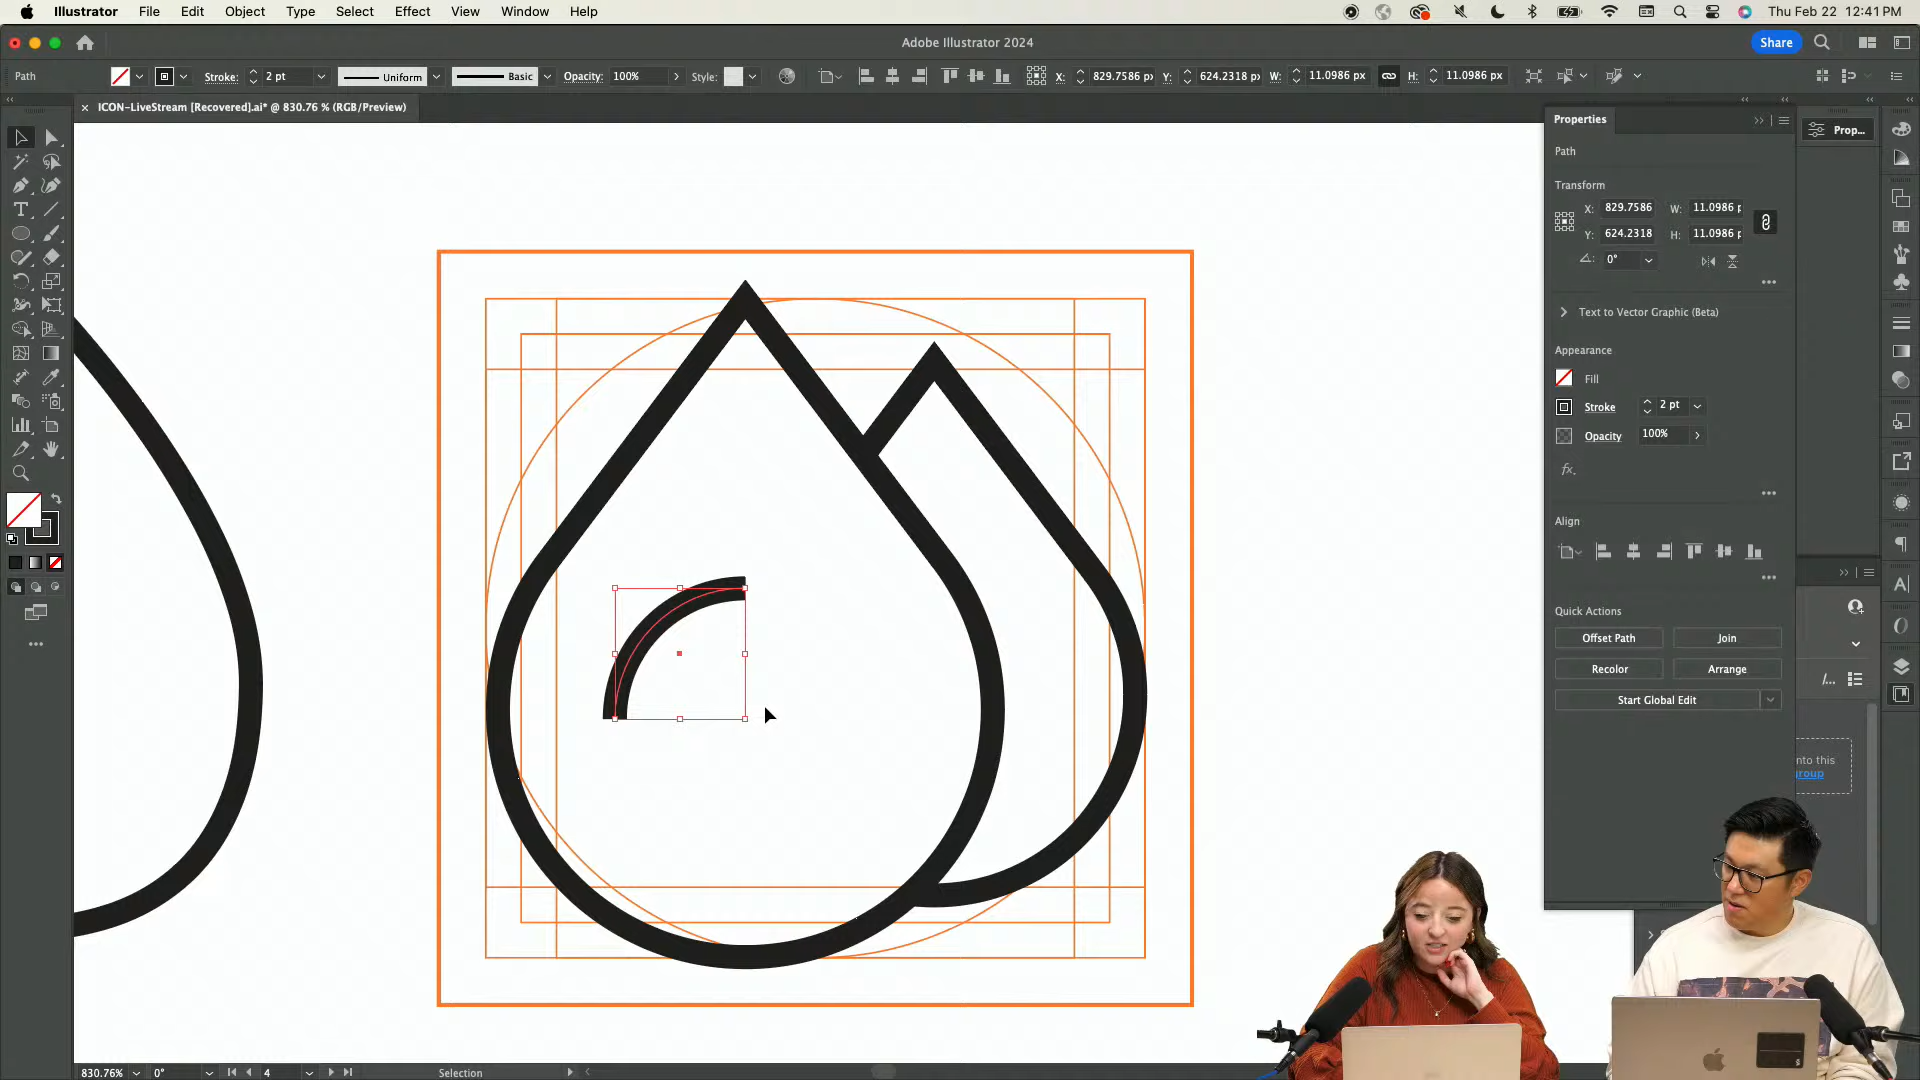 Illustrator File Edit Object Type Select Effect View Window Help
Thu Feb 22 12:41 PM
Adobe Illustrator 2024
Share
Path Stroke: 2 pt Uniform Basic Opacity: 100% Style: X: 829.7586 px Y: 624.2318 px W: 11.0986 px H: 11.0986 px
× ICON-LiveStream [Recovered].ai* @ 830.76 % (RGB/Preview)
Properties
Prop...
Path
Transform
X: 829.7586 W: 11.0986 p
Y: 624.2318 H: 11.0986 p
0°
Text to Vector Graphic (Beta)
Appearance
Fill
Stroke 2 pt
Opacity 100%
fx.
Align
Quick Actions
Offset Path Join
Recolor Arrange
Start Global Edit
nto this
group
830.76% 0° 4 Selection